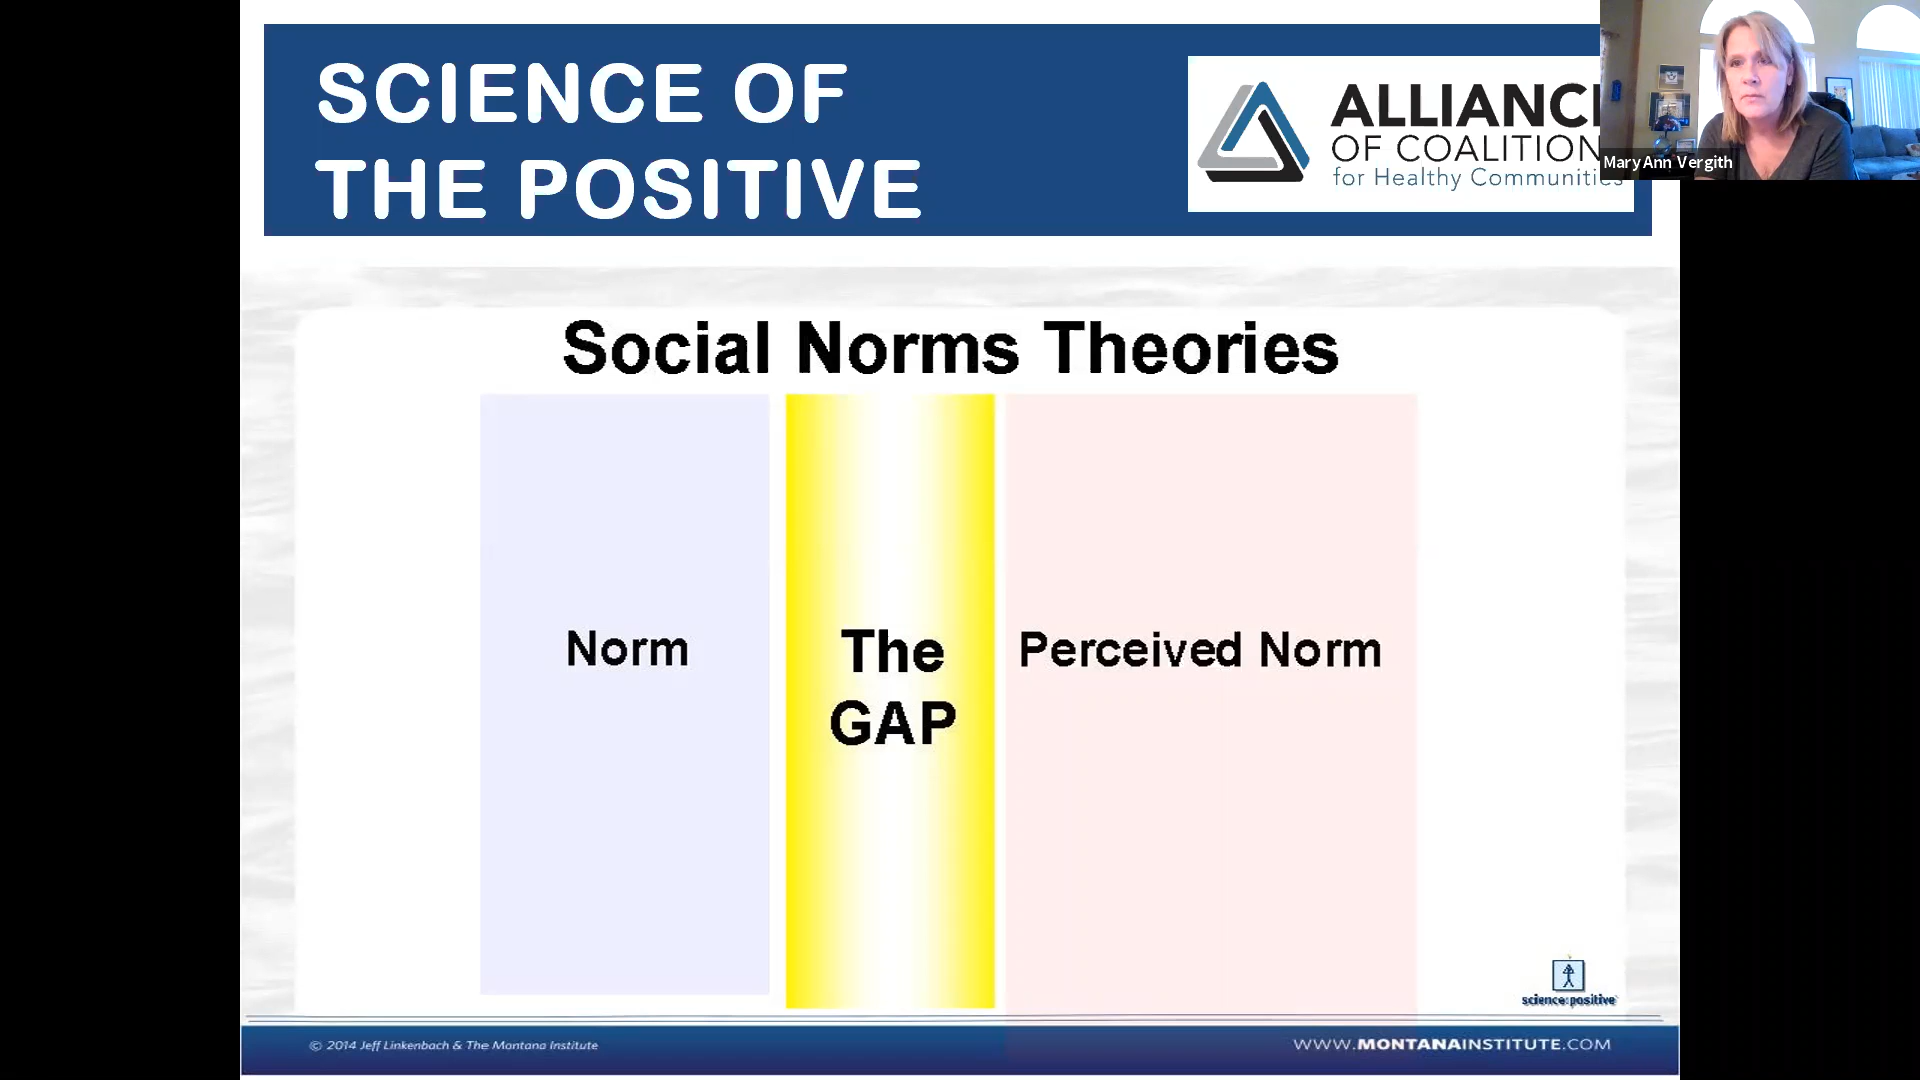 SCIENCE OF
THE POSITIVE
ALLIANC
OF COALITION
for Healthy Communities
Mary Ann Vergith
Social Norms Theories
Norm
The
GAP
Perceived Norm
science positive
© 2014 Jeff Linkenbach & The Montana Institute
WWW.MONTANAINSTITUTE.COM